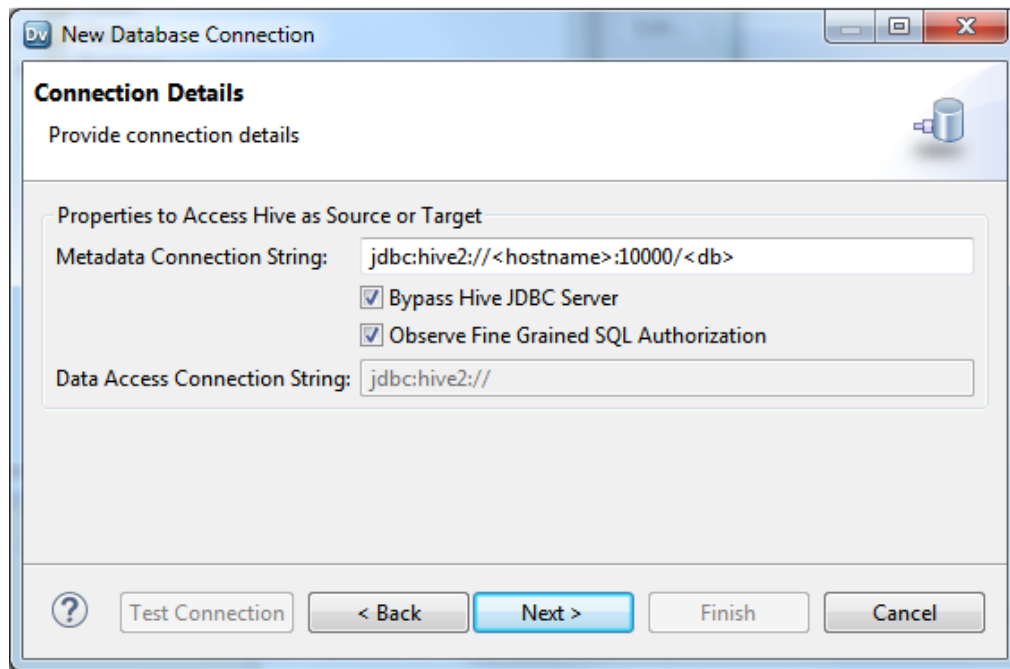 Dv New Database Connection
Connection Details
Provide connection details
Properties to Access Hive as Source or Target
Metadata Connection String: jdbc:hive2://<hostname>:10000/<db>
Bypass Hive JDBC Server
Observe Fine Grained SQL Authorization
Data Access Connection String: jdbc:hive2://
? Test Connection < Back Next > Finish Cancel